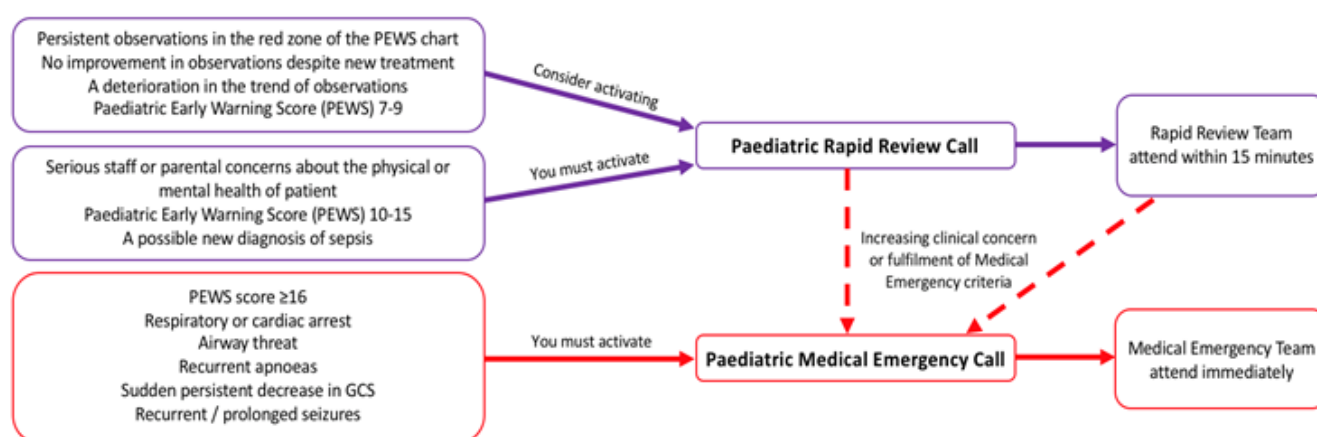 Persistent observations in the red zone of the PEWS chart
No improvement in observations despite new treatment
A deterioration in the trend of observations
Paediatric Early Warning Score (PEWS) 7-9
Consider activating
Serious staff or parental concerns about the physical or
mental health of patient
Paediatric Early Warning Score (PEWS) 10-15
A possible new diagnosis of sepsis
You must activate
Paediatric Rapid Review Call
Rapid Review Team
attend within 15 minutes
Increasing clinical concern
or fulfilment of Medical
Emergency criteria
PEWS score ≥16
Respiratory or cardiac arrest
Airway threat
Recurrent apnoeas
Sudden persistent decrease in GCS
Recurrent / prolonged seizures
You must activate
Paediatric Medical Emergency Call
Medical Emergency Team
attend immediately